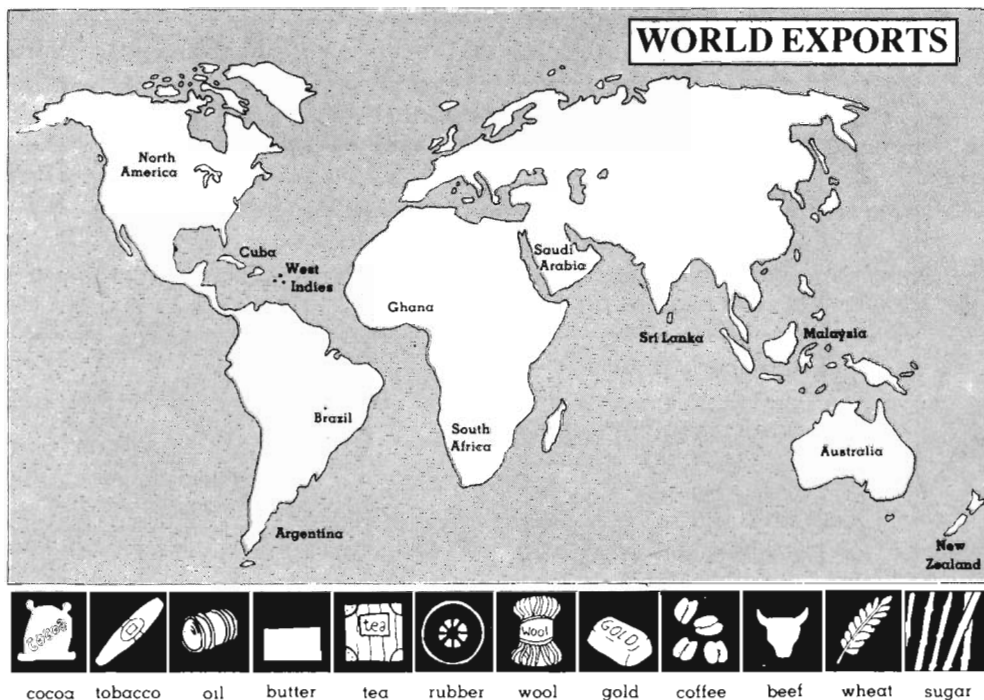 WORLD EXPORTS
North
America
Cuba
West
Indies
Ghana
Saudi
Arabia
Sri Lanka
Malaysia
Brazil
South
Africa
Australia
Argentina
New
Zealand
cocoa
tea
Wool
GOLD
cocoa tobacco oil butter tea rubber wool gold coffee beef wheat sugar